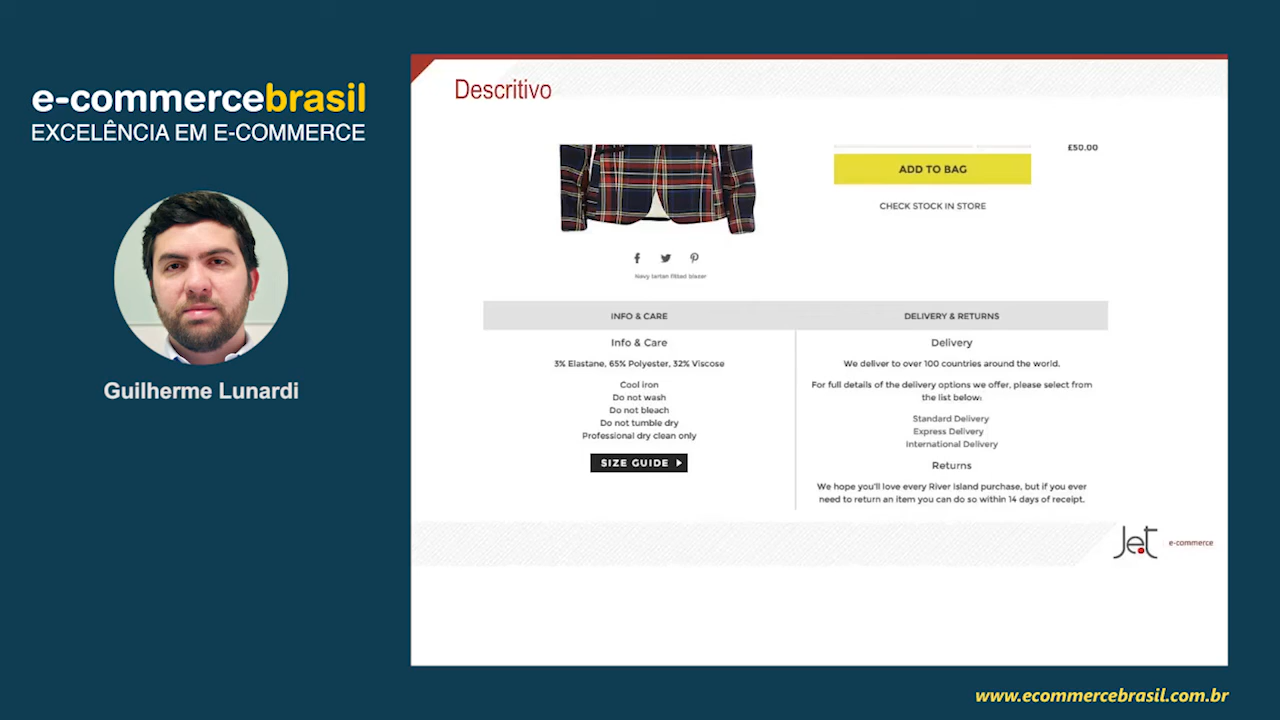 e-commercebrasil
EXCELÊNCIA EM E-COMMERCE
Guilherme Lunardi
Descritivo
£50.00
ADD TO BAG
CHECK STOCK IN STORE
Navy tartan fitted blazer
INFO & CARE
Info & Care
3% Elastane, 65% Polyester, 32% Viscose
Cool iron
Do not wash
Do not bleach
Do not tumble dry
Professional dry clean only
SIZE GUIDE
DELIVERY & RETURNS
Delivery
We deliver to over 100 countries around the world.
For full details of the delivery options we offer, please select from
the list below:
Standard Delivery
Express Delivery
International Delivery
Returns
We hope you'll love every River Island purchase, but if you ever
need to return an item you can do so within 14 days of receipt.
Jet e-commerce
www.ecommercebrasil.com.br